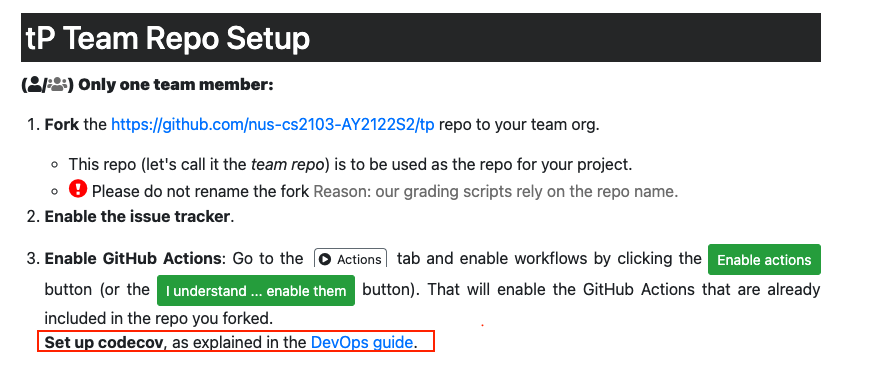 tP Team Repo Setup
(/) Only one team member:
1. Fork the https://github.com/nus-cs2103-AY2122S2/tp repo to your team org.
This repo (let's call it the team repo) is to be used as the repo for your project.
Please do not rename the fork Reason: our grading scripts rely on the repo name.
2. Enable the issue tracker.
3. Enable GitHub Actions: Go to the Actions tab and enable workflows by clicking the Enable actions
button (or the I understand ... enable them button). That will enable the GitHub Actions that are already
included in the repo you forked.
Set up codecov, as explained in the DevOps guide.